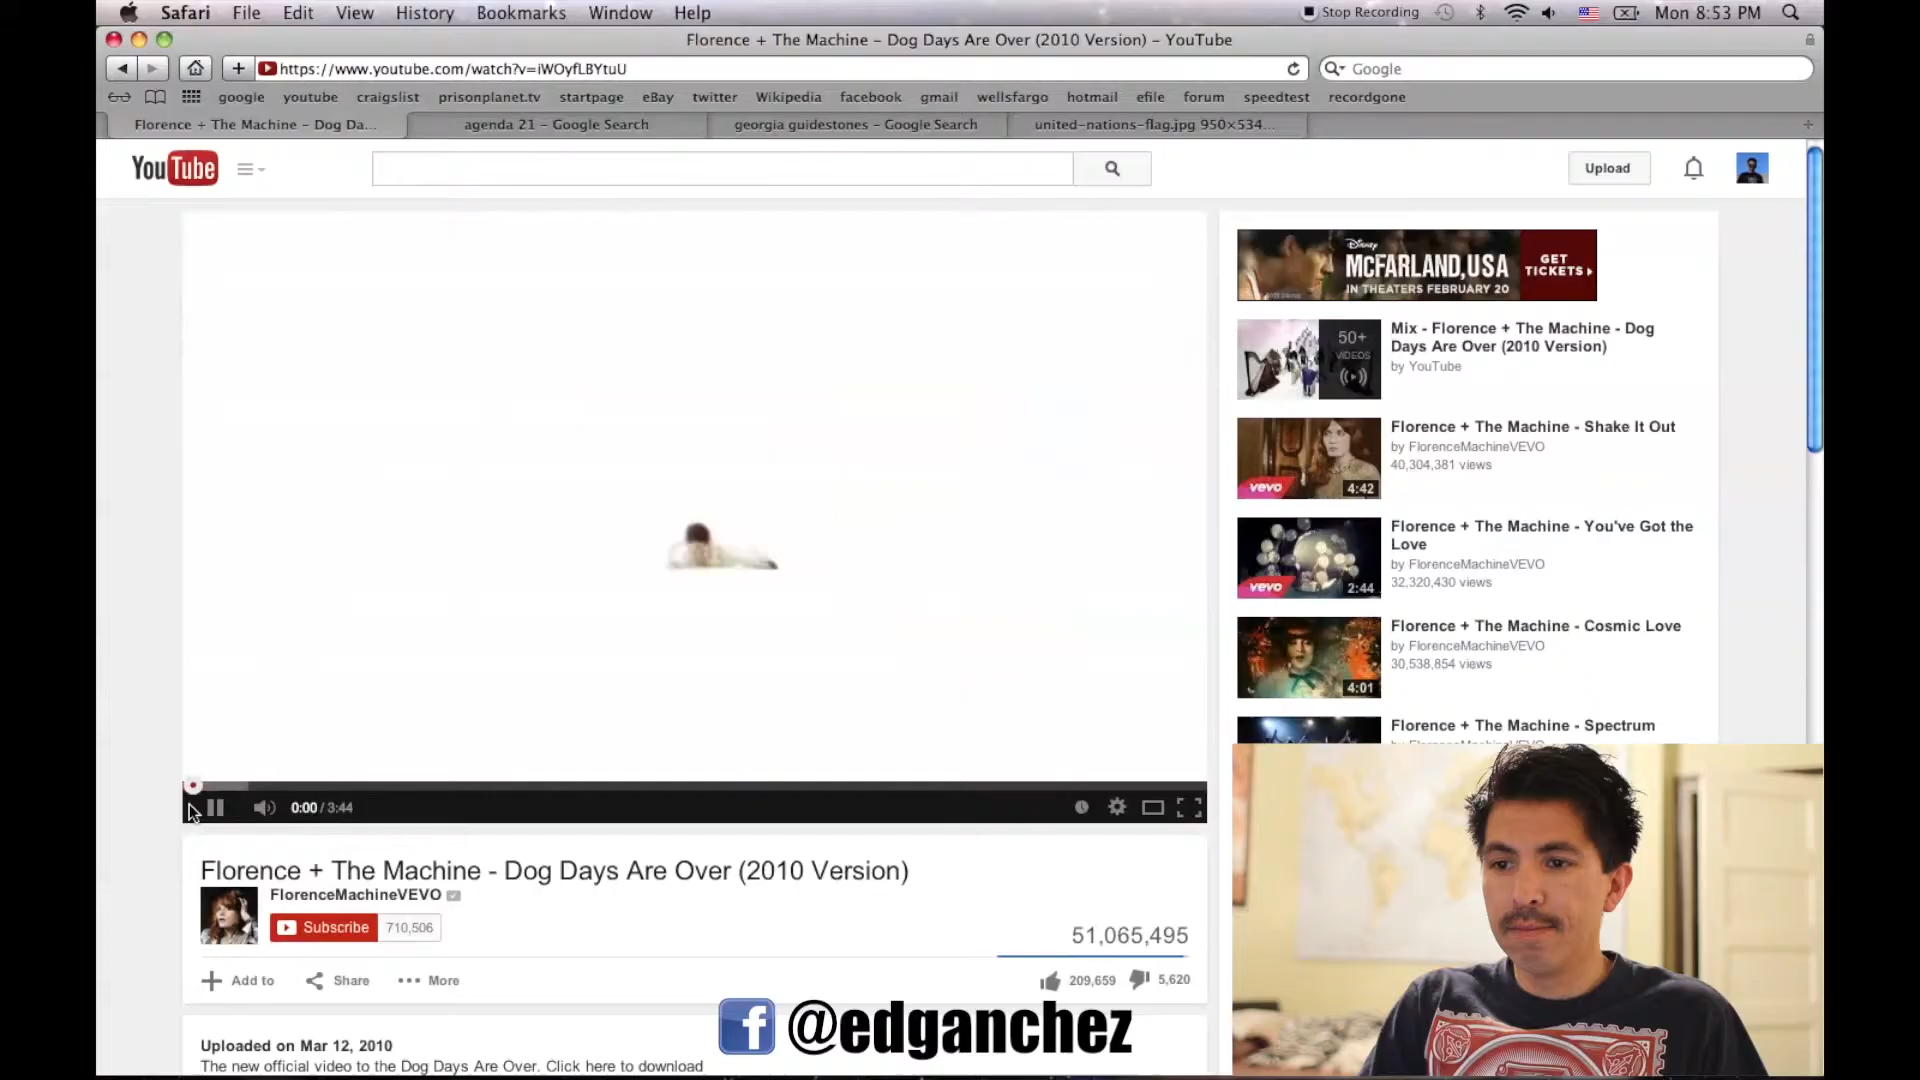 Safari File Edit View History Bookmarks Window Help Stop Recording Mon 8:53 PM
Florence + The Machine – Dog Days Are Over (2010 Version) – YouTube
https://www.youtube.com/watch?v=iWOyfLBYtuU Google
google youtube craigslist prisonplanet.tv startpage eBay twitter Wikipedia facebook gmail wellsfargo hotmail efile forum speedtest recordgone
Florence + The Machine – Dog Da... agenda 21 – Google Search georgia guidestones – Google Search united-nations-flag.jpg 950×534...
YouTube Upload
Disney
MCFARLAND, USA
IN THEATERS FEBRUARY 20
GET
TICKETS
50+
VIDEOS
Mix - Florence + The Machine - Dog
Days Are Over (2010 Version)
by YouTube
Florence + The Machine - Shake It Out
by FlorenceMachineVEVO
40,304,381 views
vevo 4:42
Florence + The Machine - You've Got the
Love
by FlorenceMachineVEVO
32,320,430 views
vevo 2:44
Florence + The Machine - Cosmic Love
by FlorenceMachineVEVO
30,538,854 views
4:01
Florence + The Machine - Spectrum
0:00 / 3:44
Florence + The Machine - Dog Days Are Over (2010 Version)
FlorenceMachineVEVO
Subscribe 710,506
51,065,495
Add to Share More 209,659 5,620
f @edganchez
Uploaded on Mar 12, 2010
The new official video to the Dog Days Are Over. Click here to download